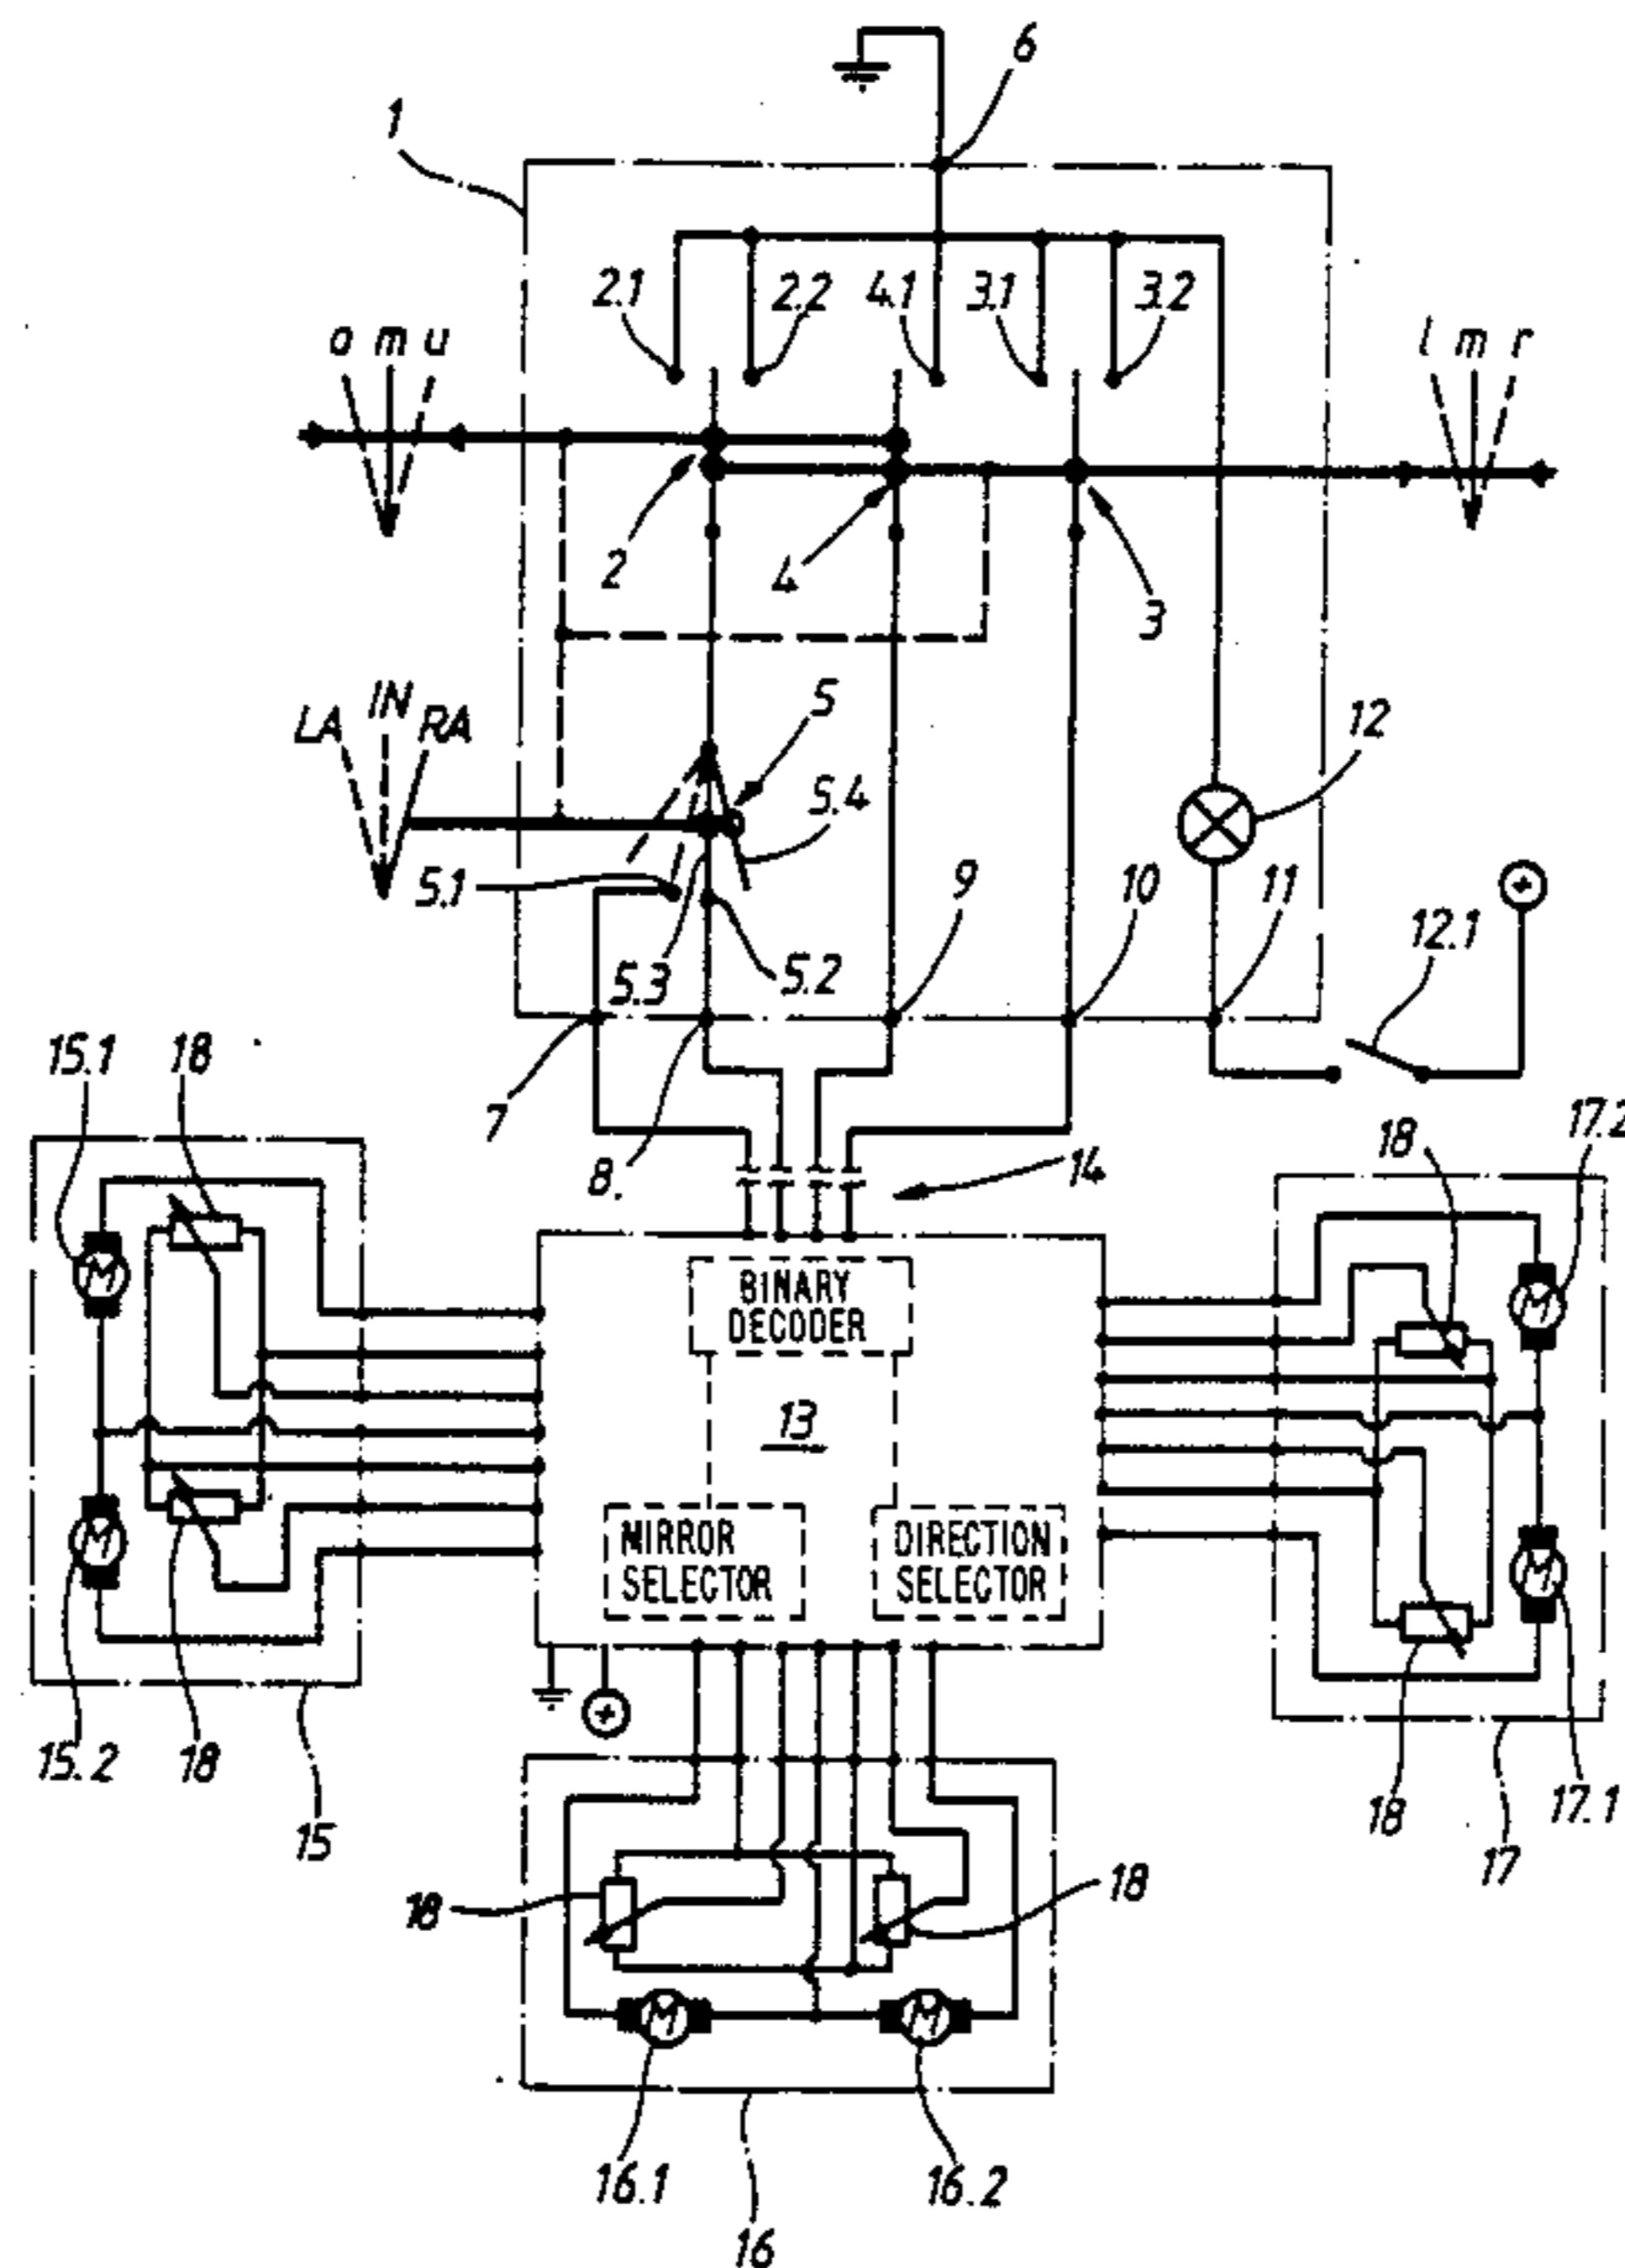 6
1
2.1
2.2
4.1
3.1
3.2
o m u
l m r
2
4
3
LA
IN
RA
5
5.4
12
5.1
5.3
5.2
9
10
11
12.1
15.1
18
7
8.
14
18
17.2
BINARY
DECODER
13
MIRROR
SELECTOR
DIRECTION
SELECTOR
15.2
18
15
18
17.1
17
18
18
16.1
16.2
16
M
M
M
M
M
M